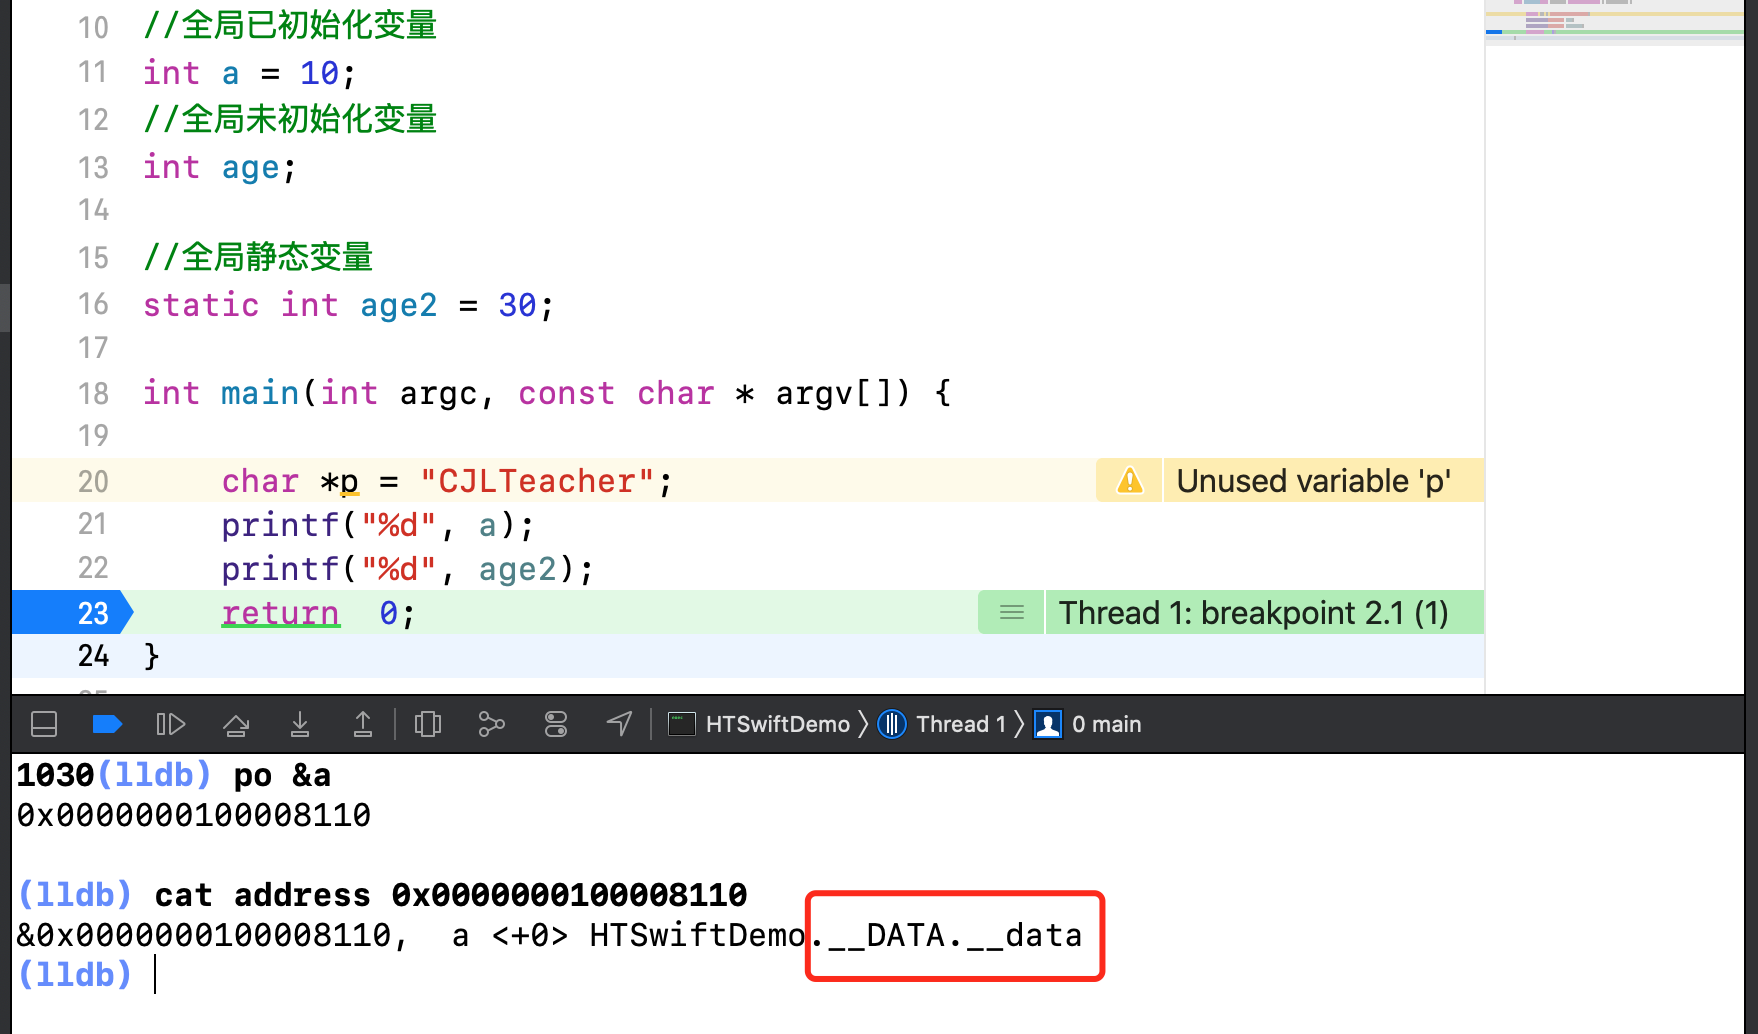 10 //全局已初始化变量
11 int a = 10;
12 //全局未初始化变量
13 int age;
14
15 //全局静态变量
16 static int age2 = 30;
17
18 int main(int argc, const char * argv[]) {
19
20     char *p = "CJLTeacher"; Unused variable 'p'
21     printf("%d", a);
22     printf("%d", age2);
23     return  0; Thread 1: breakpoint 2.1 (1)
24 }
HTSwiftDemo 〉 Thread 1 〉 0 main
1030(lldb) po &a
0x0000000100008110
(lldb) cat address 0x0000000100008110
&0x0000000100008110,  a <+0> HTSwiftDemo.__DATA.__data
(lldb)